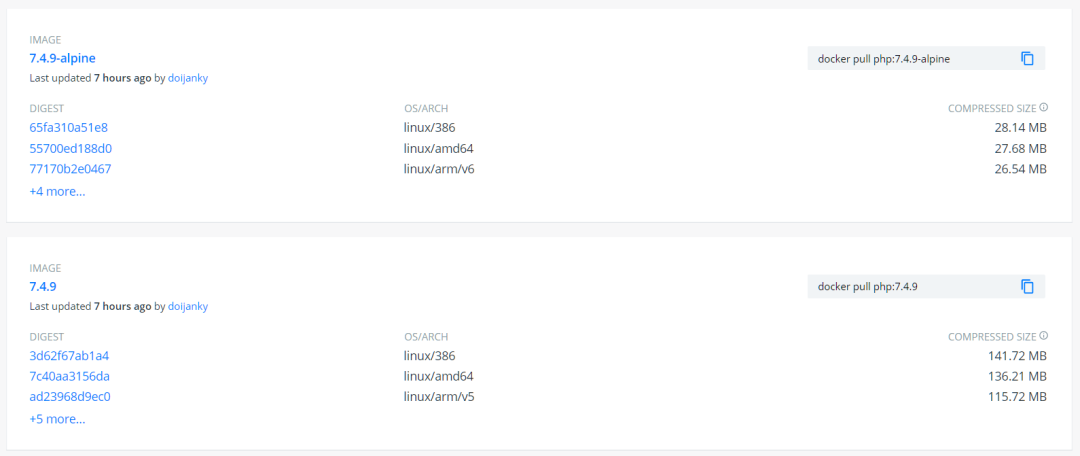 IMAGE
7.4.9-alpine
docker pull php:7.4.9-alpine
Last updated 7 hours ago by doijanky
DIGEST OS/ARCH COMPRESSED SIZE
65fa310a51e8 linux/386 28.14 MB
55700ed188d0 linux/amd64 27.68 MB
77170b2e0467 linux/arm/v6 26.54 MB
+4 more...
IMAGE
7.4.9
docker pull php:7.4.9
Last updated 7 hours ago by doijanky
DIGEST OS/ARCH COMPRESSED SIZE
3d62f67ab1a4 linux/386 141.72 MB
7c40aa3156da linux/amd64 136.21 MB
ad23968d9ec0 linux/arm/v5 115.72 MB
+5 more...